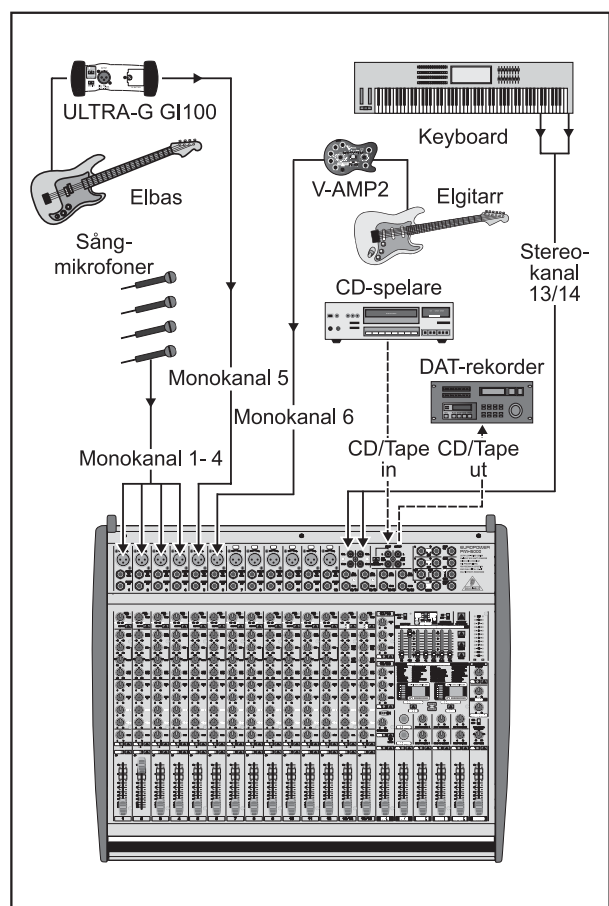 ULTRA-G GI100
Elbas
Sång-
mikrofoner
Keyboard
V-AMP2
Elgitarr
CD-spelare
Stereo-
kanal
13/14
DAT-rekorder
Monokanal 5
Monokanal 6
Monokanal 1- 4
CD/Tape
in
CD/Tape
ut
EUROPOWER